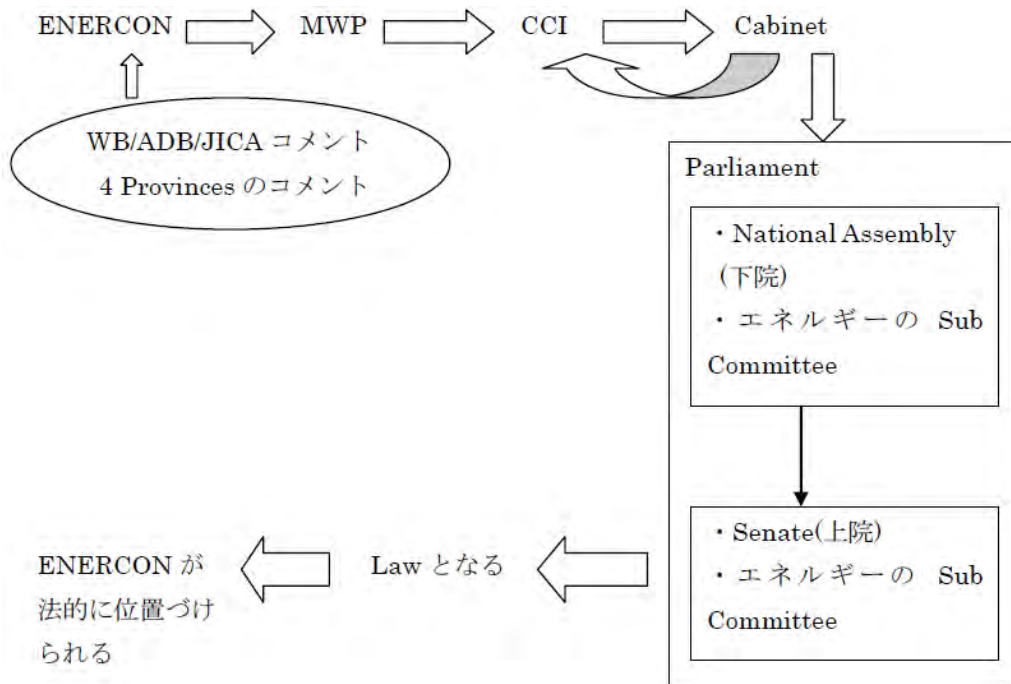 ENERCON
MWP
CCI
Cabinet
WB/ADB/JICA コメント
4 Provinces のコメント
Parliament
・National Assembly
(下院)
・エネルギーの Sub
Committee
・Senate(上院)
・エネルギーの Sub
Committee
Law となる
ENERCON が
法的に位置づけ
られる